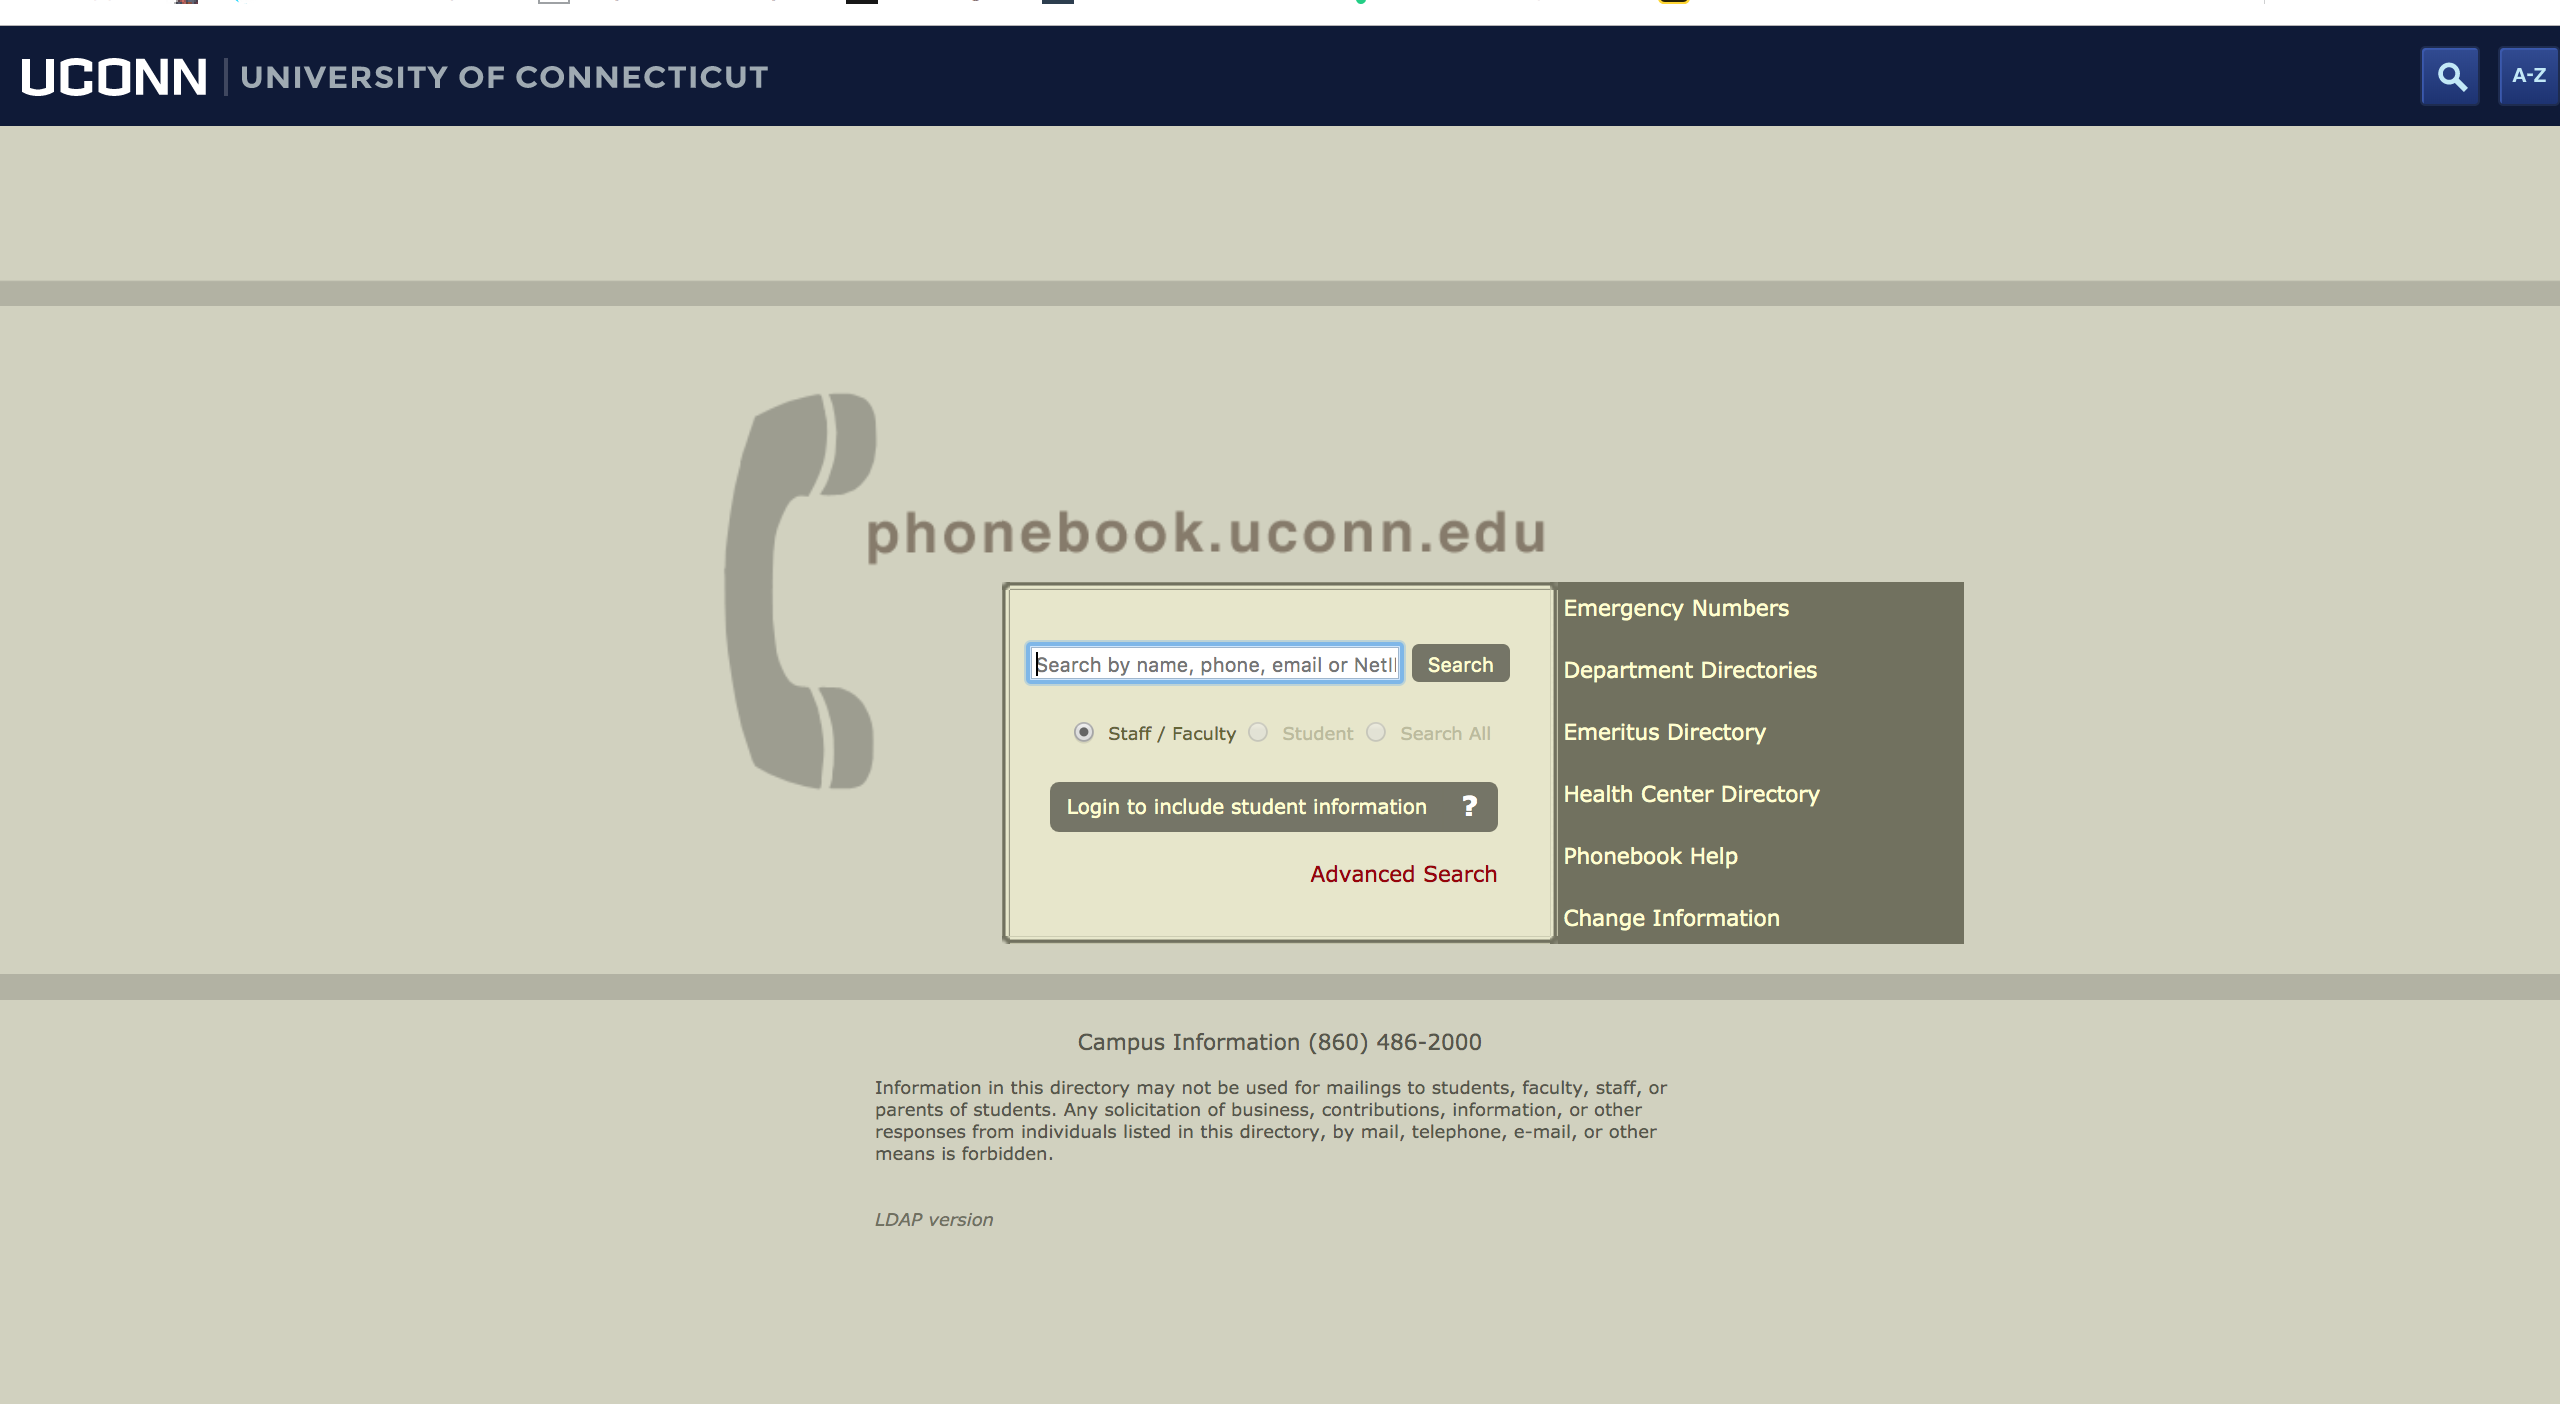 UCONN UNIVERSITY OF CONNECTICUT
A-Z
phonebook.uconn.edu
Search by name, phone, email or
Search
Staff / Faculty Student Search All
Login to include student information ?
Advanced Search
Emergency Numbers
Department Directories
Emeritus Directory
Health Center Directory
Phonebook Help
Change Information
Campus Information (860) 486-2000
Information in this directory may not be used for mailings to students, faculty, staff, or
parents of students. Any solicitation of business, contributions, information, or other
responses from individuals listed in this directory, by mail, telephone, e-mail, or other
means is forbidden.
LDAP version